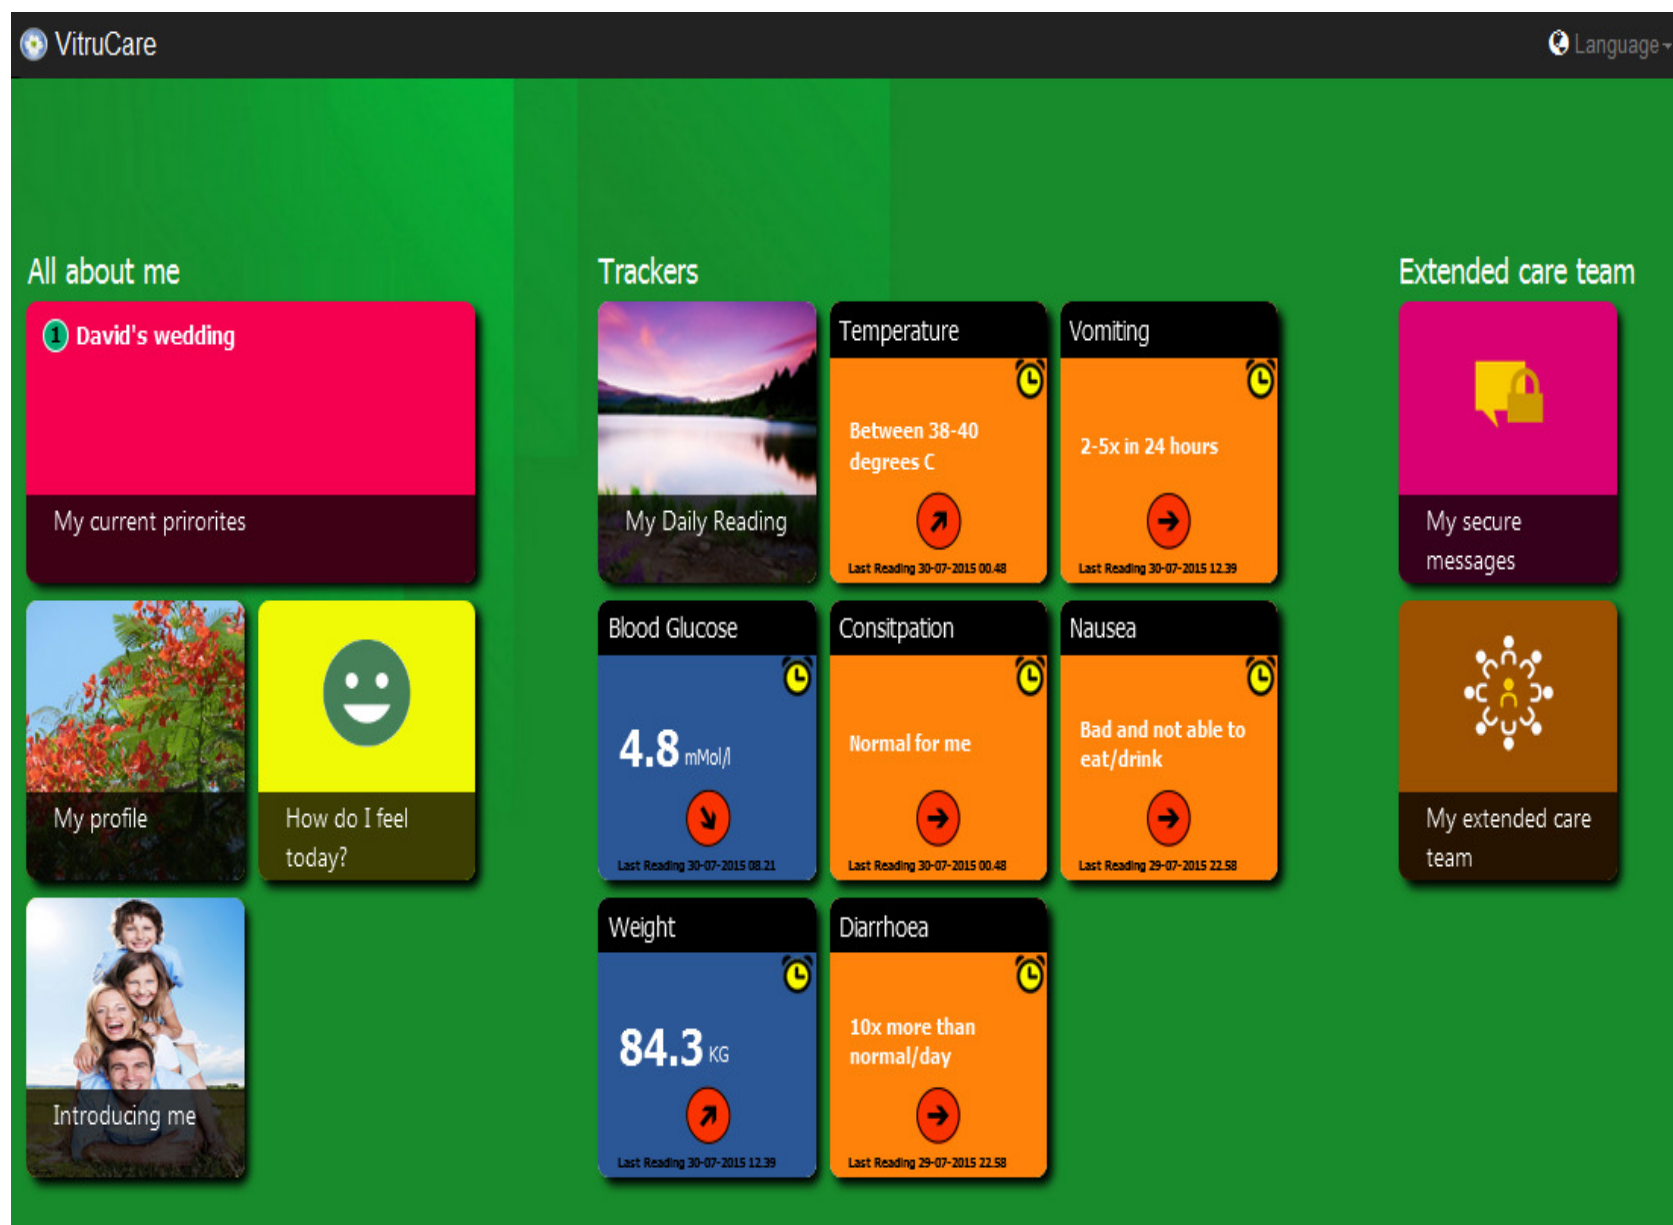 VitruCare
Language
All about me
1 David's wedding
My current prirorites
My profile
How do I feel
today?
Introducing me
Trackers
My Daily Reading
Temperature
Between 38-40
degrees C
Last Reading 30-07-2015 00.48
Vomiting
2-5x in 24 hours
Last Reading 30-07-2015 12.39
Blood Glucose
4.8 mMol/l
Last Reading 30-07-2015 08.21
Consitpation
Normal for me
Last Reading 30-07-2015 00.48
Nausea
Bad and not able to
eat/drink
Last Reading 29-07-2015 22.58
Weight
84.3 KG
Last Reading 30-07-2015 12.39
Diarrhoea
10x more than
normal/day
Last Reading 29-07-2015 22.58
Extended care team
My secure
messages
My extended care
team